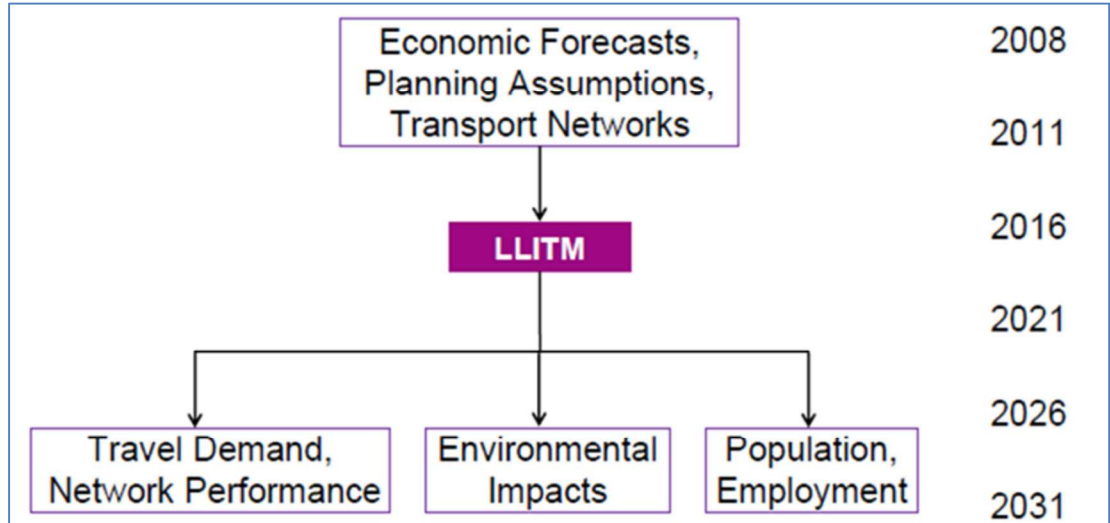 Economic Forecasts,
Planning Assumptions,
Transport Networks
LLITM
Travel Demand,
Network Performance
Environmental
Impacts
Population,
Employment
2008
2011
2016
2021
2026
2031